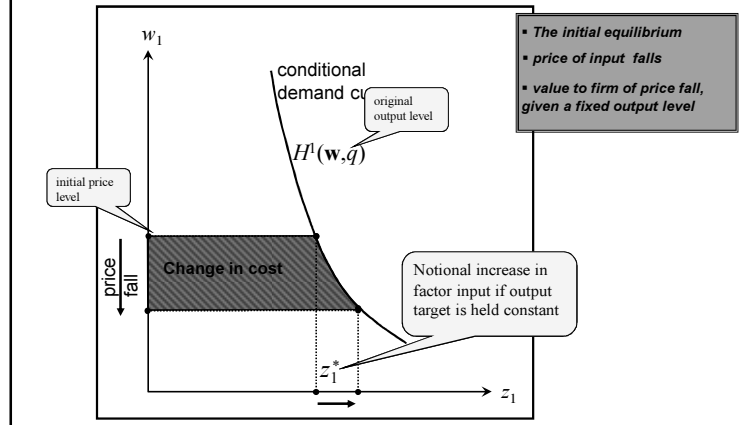 w₁
conditional
demand cu
original
output level
H¹(w,q)
initial price
level
price
fall
Change in cost
Notional increase in
factor input if output
target is held constant
z₁*
z₁
▪ The initial equilibrium
▪ price of input falls
▪ value to firm of price fall,
given a fixed output level